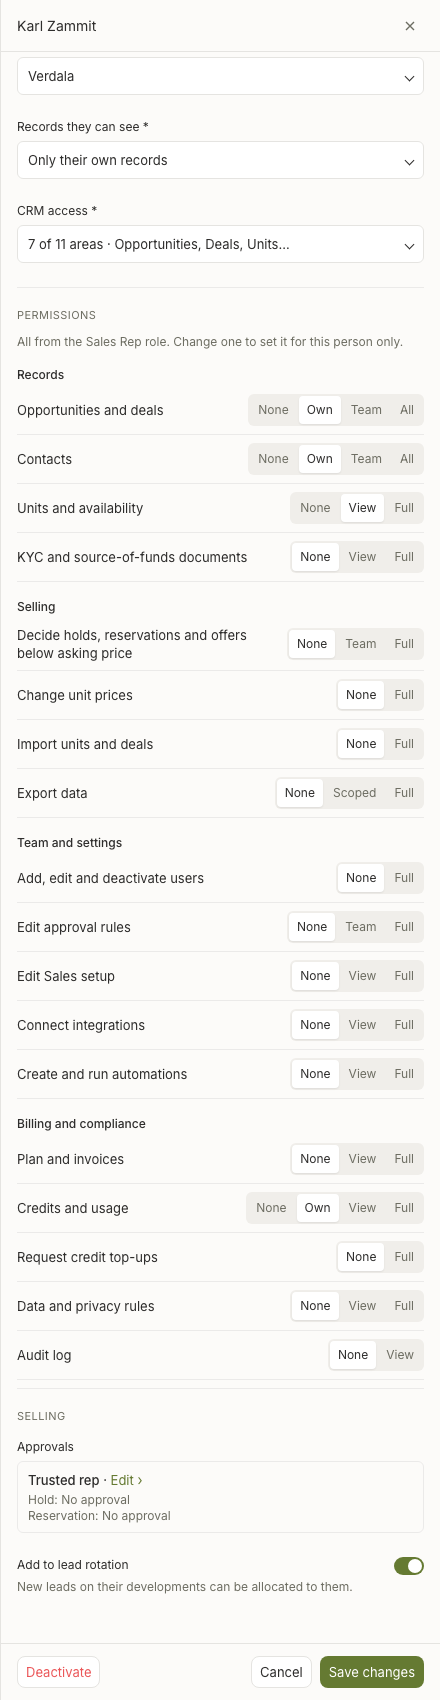 Karl Zammit
Verdala
Records they can see *
Only their own records
CRM access *
7 of 11 areas · Opportunities, Deals, Units...
PERMISSIONS
All from the Sales Rep role. Change one to set it for this person only.
Records
Opportunities and deals None Own Team All
Contacts None Own Team All
Units and availability None View Full
KYC and source-of-funds documents None View Full
Selling
Decide holds, reservations and offers
below asking price None Team Full
Change unit prices None Full
Import units and deals None Full
Export data None Scoped Full
Team and settings
Add, edit and deactivate users None Full
Edit approval rules None Team Full
Edit Sales setup None View Full
Connect integrations None View Full
Create and run automations None View Full
Billing and compliance
Plan and invoices None View Full
Credits and usage None Own View Full
Request credit top-ups None Full
Data and privacy rules None View Full
Audit log None View
SELLING
Approvals
Trusted rep · Edit ›
Hold: No approval
Reservation: No approval
Add to lead rotation
New leads on their developments can be allocated to them.
Deactivate Cancel Save changes